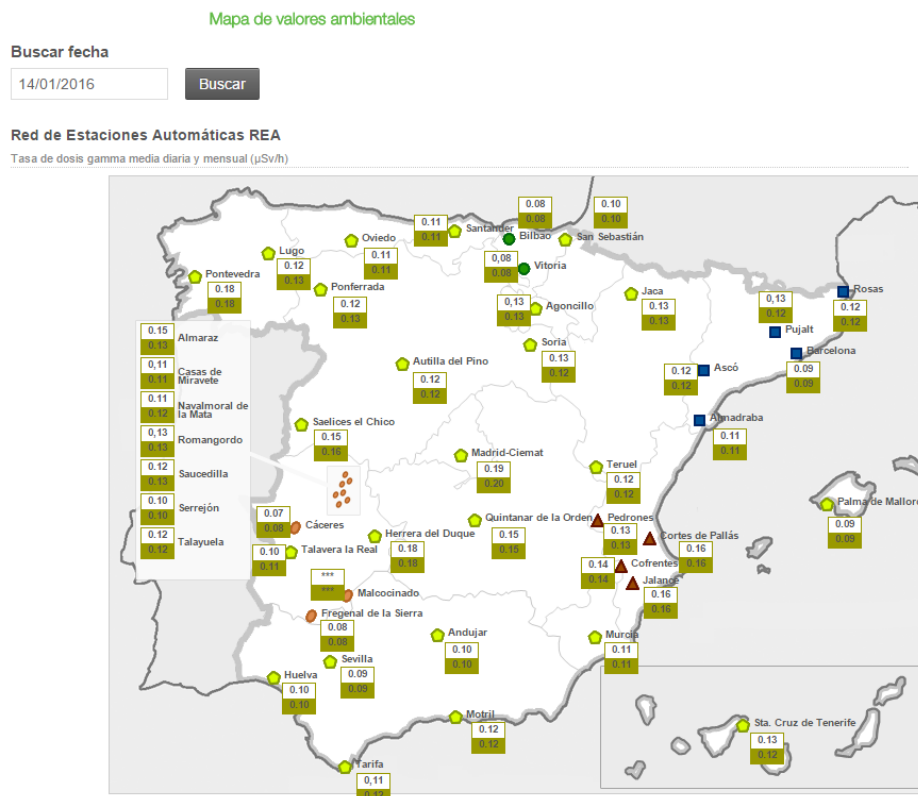 Mapa de valores ambientales
Buscar fecha
14/01/2016
Buscar
Red de Estaciones Automáticas REA
Tasa de dosis gamma media diaria y mensual (µSv/h)
0.08
0.08
Bilbao
0.10
0.10
San Sebastián
0.11
0.11
Santander
Oviedo
0.11
0.11
Lugo
0.12
0.13
0,08
0.08
Vitoria
Pontevedra
0.18
0.18
Ponferrada
0.12
0.13
0,13
0.13
Agoncillo
Jaca
0.13
0.13
0,13
0.12
Pujalt
Rosas
0.12
0.12
0.15
0.13
Almaraz
0,11
0.11
Casas de
Miravete
0.11
0.12
Navalmoral de
la Mata
0,13
0.13
Romangordo
0.12
0.13
Saucedilla
0.10
0.10
Serrejón
0.12
0.12
Talayuela
Soria
0.13
0.12
Barcelona
0.09
0.09
Autilla del Pino
0.12
0.12
0.12
0.12
Ascó
Almadraba
0.11
0.11
Saelices el Chico
0.15
0.16
Madrid-Ciemat
0.19
0.20
Teruel
0.12
0.12
Palma de Mallorc
0.09
0.09
0.07
0.08
Cáceres
Quintanar de la Orden
0.15
0.15
Pedrones
0.13
0.13
Cortes de Pallás
0.16
0.16
0.10
0.11
Talavera la Real
Herrera del Duque
0.18
0.18
0.14
0.14
Cofrentes
Jalance
0.16
0.16
***
***
Malcocinado
Fregenal de la Sierra
0.08
0.08
Andujar
0.10
0.10
Murcia
0.11
0.11
Sevilla
0.09
0.09
Huelva
0.10
0.10
Motril
0.12
0.12
Sta. Cruz de Tenerife
0.13
0.12
Tarifa
0,11
0.12